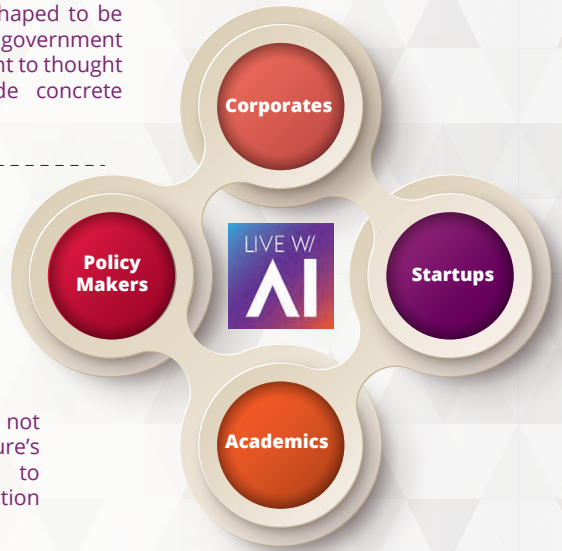 haped to be
government
nt to thought
de concrete
Corporates
Policy
Makers
LIVE W/
AI
Startups
not
ure's
to
tion
Academics